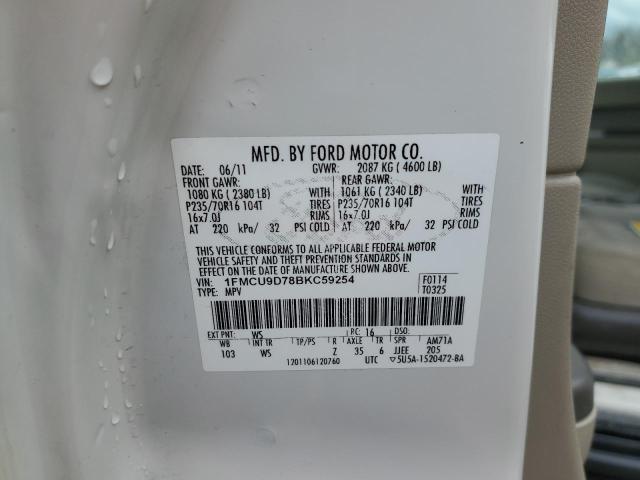 MFD. BY FORD MOTOR CO.
DATE: 06/11 GVWR: 2087 KG ( 4600 LB)
FRONT GAWR: REAR GAWR:
1080 KG ( 2380 LB) WITH 1061 KG ( 2340 LB) WITH
P235/70R16 104T TIRES P235/70R16 104T TIRES
16x7.0J RIMS 16x7.0J RIMS
AT 220 kPa/ 32 PSI COLD AT 220 kPa/ 32 PSI COLD
THIS VEHICLE CONFORMS TO ALL APPLICABLE FEDERAL MOTOR
VEHICLE SAFETY AND THEFT PREVENTION STANDARDS IN
EFFECT ON THE DATE OF MANUFACTURE SHOWN ABOVE.
VIN: 1FMCU9D78BKC59254 F0114
TYPE: MPV T0325
EXT PNT: WS RC: 16 DSO:
WB INT TR TP/PS R AXLE TR SPR AM71A
103 WS Z 35 6 JJEE 205
1201106120760 UTC ▽5U5A-1520472-BA